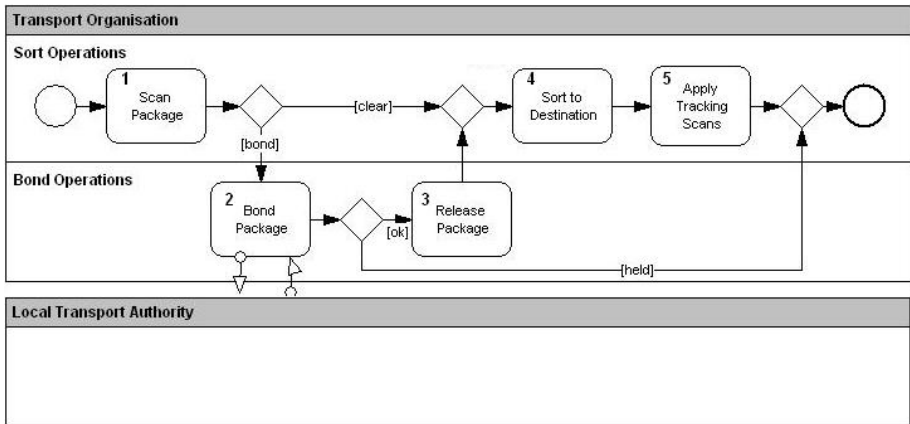 Transport Organisation
Sort Operations
1
Scan
Package
[clear]
4
Sort to
Destination
5
Apply
Tracking
Scans
[bond]
Bond Operations
2
Bond
Package
[ok]
3
Release
Package
[held]
Local Transport Authority